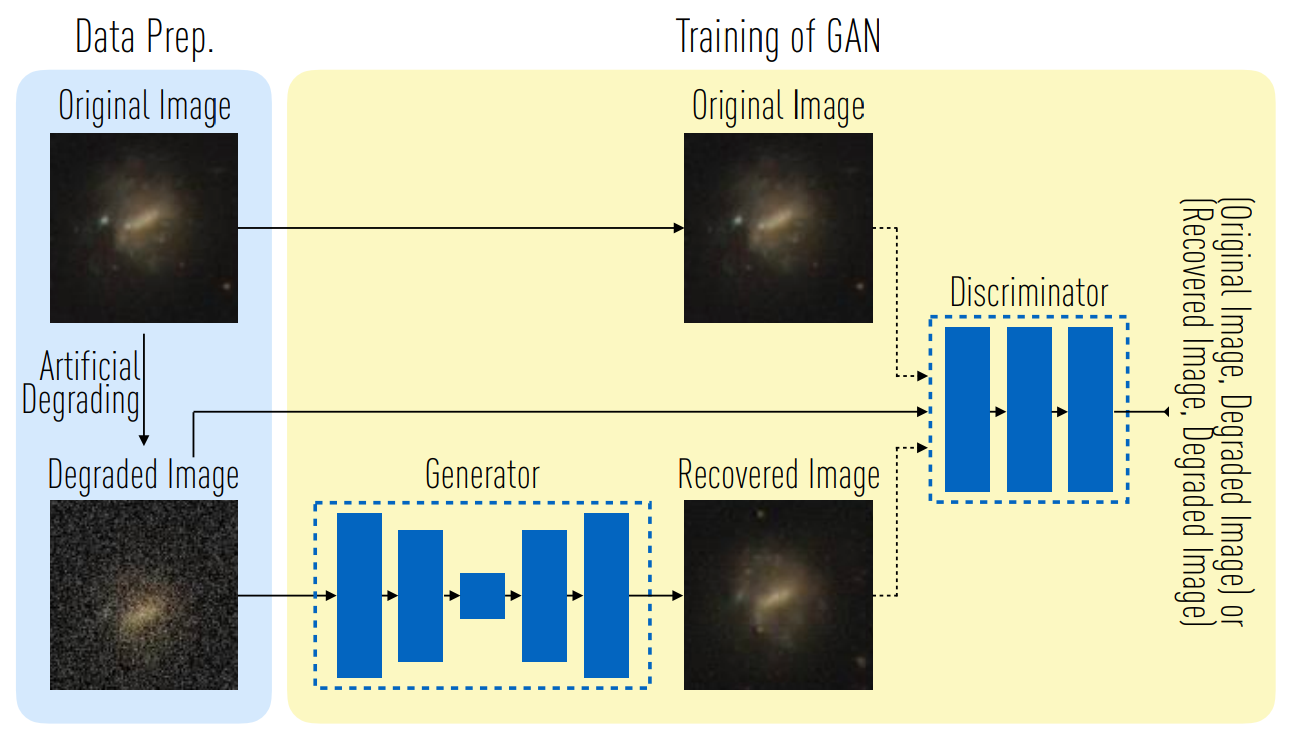 Data Prep.
Training of GAN
Original Image
Original Image
Artificial
Degrading
Discriminator
Degraded Image
Generator
Recovered Image
(Original Image, Degraded Image) or
(Recovered Image, Degraded Image)